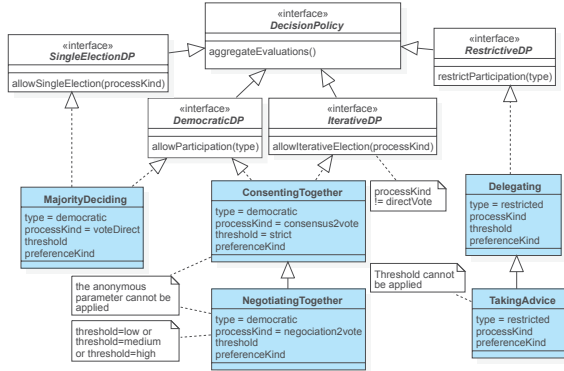 «interface»
DecisionPolicy
aggregateEvaluations()
«interface»
SingleElectionDP
allowSingleElection(processKind)
«interface»
RestrictiveDP
restrictParticipation(type)
«interface»
DemocraticDP
allowParticipation(type)
«interface»
IterativeDP
allowIterativeElection(processKind)
MajorityDeciding
type = democratic
processKind = voteDirect
threshold
preferenceKind
ConsentingTogether
type = democratic
processKind = consensus2vote
threshold = strict
preferenceKind
processKind
!= directVote
Delegating
type = restricted
processKind
threshold
preferenceKind
the anonymous
parameter cannot be
applied
threshold=low or
threshold=medium
or threshold=high
NegotiatingTogether
type = democratic
processKind = negociation2vote
threshold
preferenceKind
Threshold cannot
be applied
TakingAdvice
type = restricted
processKind
preferenceKind